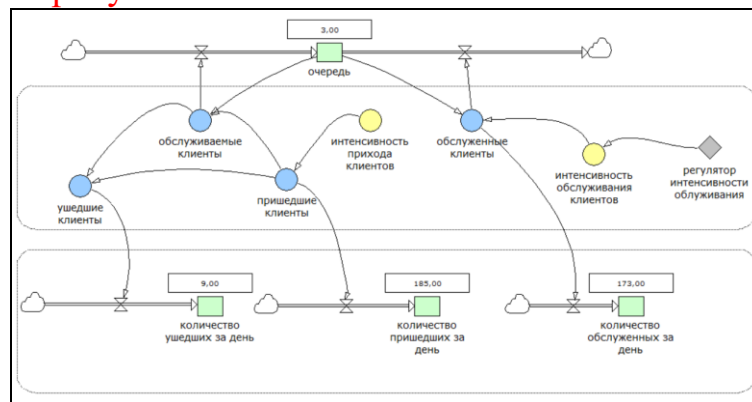 3,00
очередь
обслуживаемые
клиенты
интенсивность
прихода
клиентов
обслуженные
клиенты
интенсивность
обслуживания
клиентов
регулятор
интенсивности
облуживания
ушедшие
клиенты
пришедшие
клиенты
9,00
185,00
173,00
количество
ушедших за день
количество
пришедших за
день
количество
обслуженных за
день